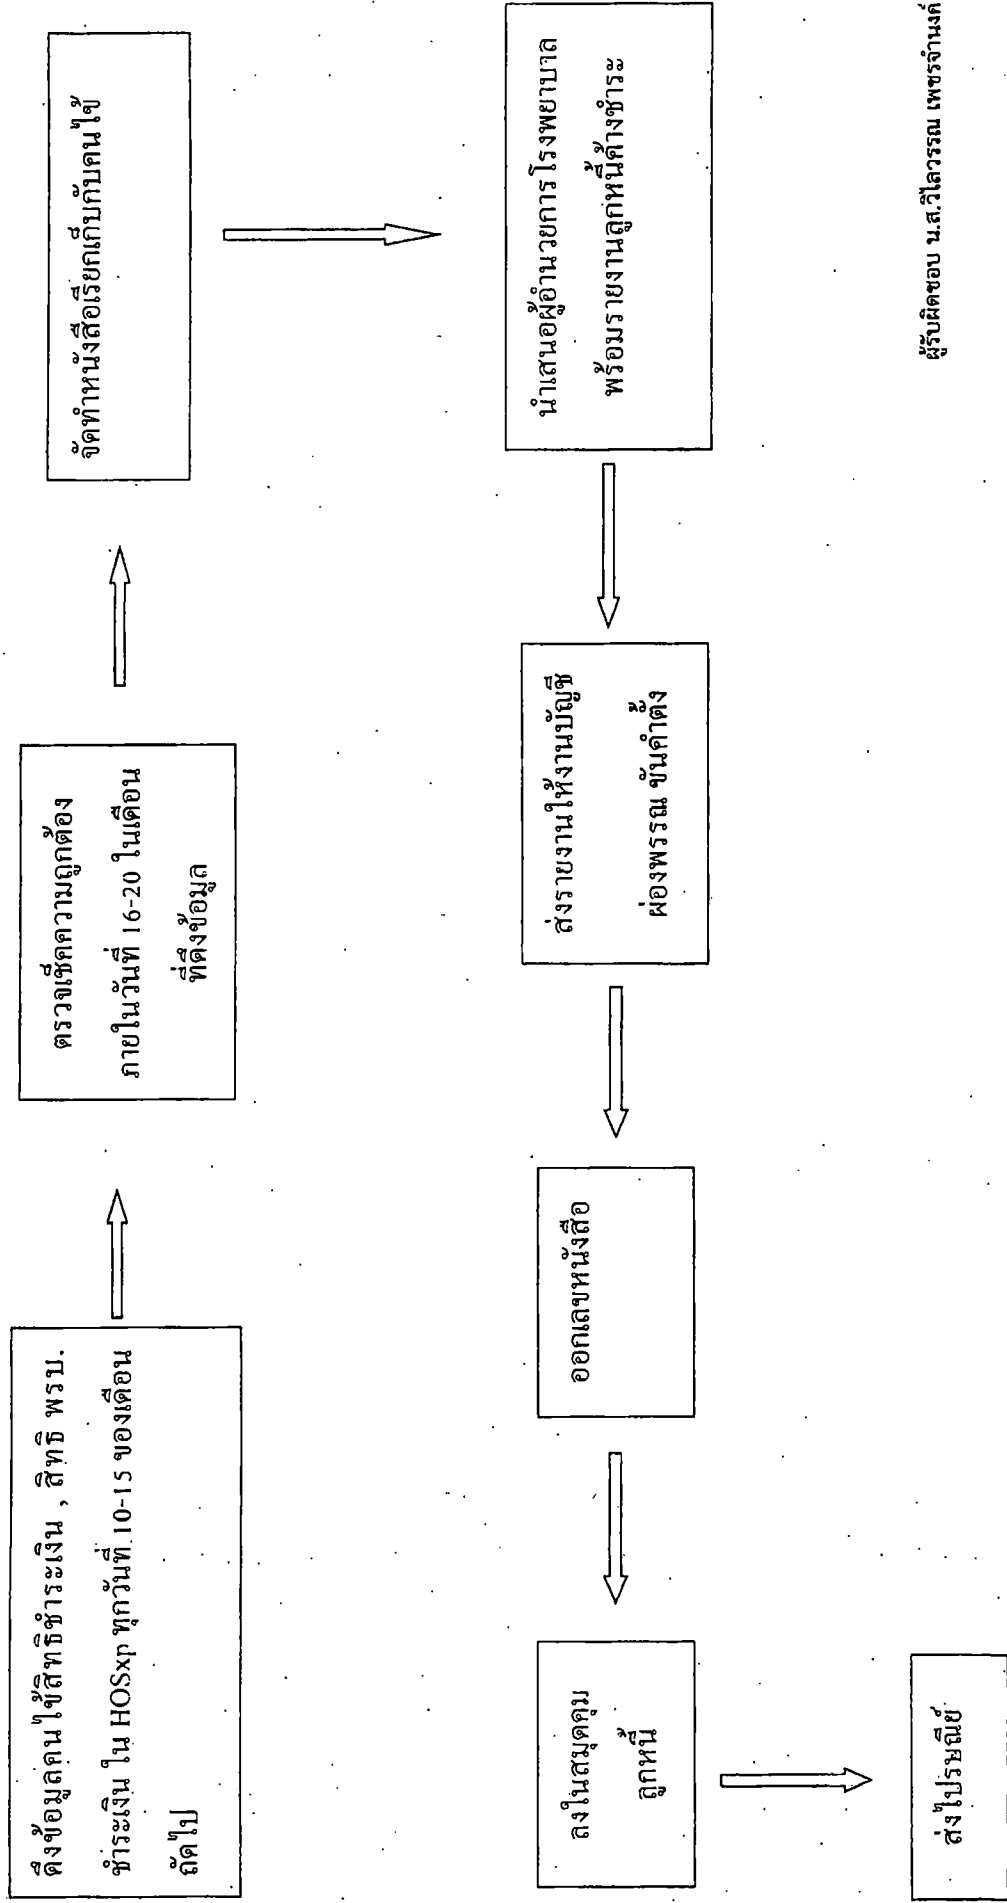 ดึงข้อมูลคนไข้สิทธิชำระเงิน , สิทธิ พรบ.
ชำระเงิน ใน HOSxp ทุกวันที่ 10-15 ของเดือน
ถัดไป
ตรวจเช็คความถูกต้อง
ภายในวันที่ 16-20 ในเดือน
ที่ดึงข้อมูล
จัดทำหนังสือเรียกเก็บกับคนไข้
นำเสนอผู้อำนวยการโรงพยาบาล
พร้อมรายงานลูกหนี้ค้างชำระ
ส่งรายงานให้งานบัญชี
ผ่องพรรณ ขันคำตั๋ง
ออกเลขหนังสือ
ลงในสมุดคุม
ลูกหนี้
ส่งไปรษณีย์
ผู้รับผิดชอบ น.ส.วิไลวรรณ เพชรจำนงค์